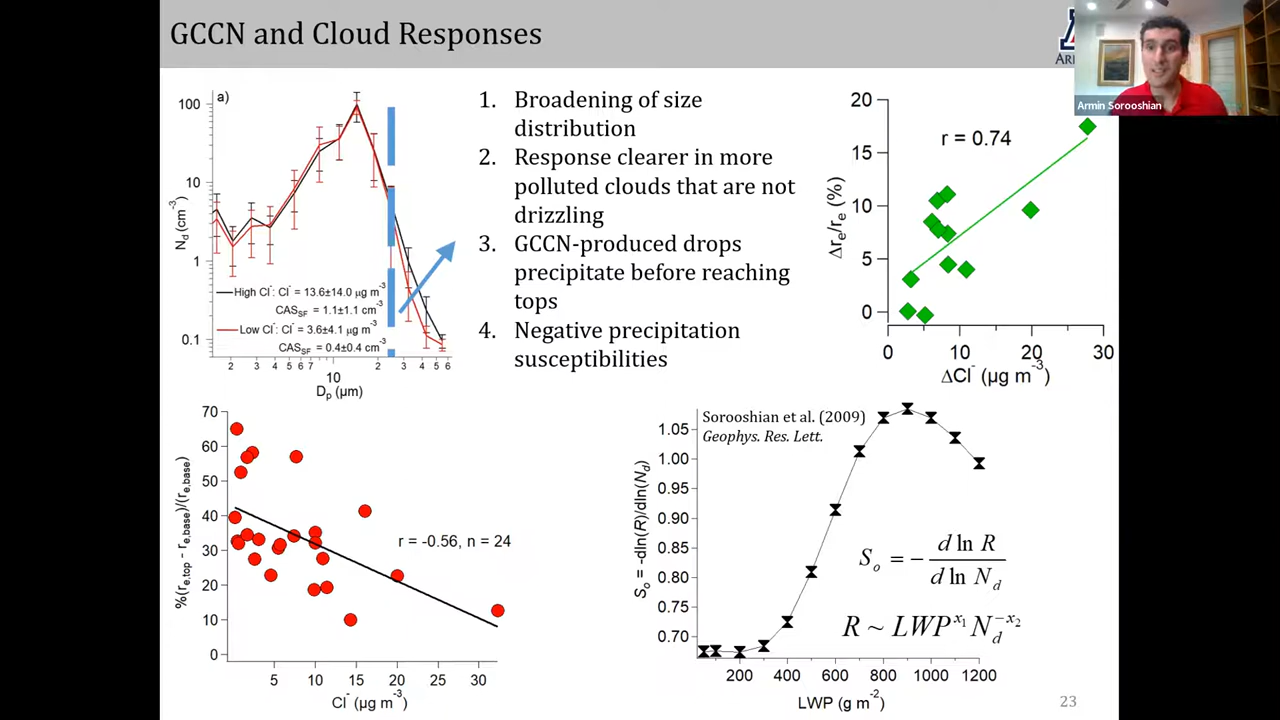 GCCN and Cloud Responses
Armin Sorooshian
a)
100
10
1
0.1
N_d (cm⁻³)
High Cl⁻: Cl⁻ = 13.6±14.0 µg m⁻³
CAS_SF = 1.1±1.1 cm⁻³
Low Cl⁻: Cl⁻ = 3.6±4.1 µg m⁻³
CAS_SF = 0.4±0.4 cm⁻³
2 3 4 5 6 7 2 3 4 5 6
10
D_p (µm)
1. Broadening of size
distribution
2. Response clearer in more
polluted clouds that are not
drizzling
3. GCCN-produced drops
precipitate before reaching
tops
4. Negative precipitation
susceptibilities
20
15
10
5
0
Δr_e/r_e (%)
r = 0.74
0 10 20 30
ΔCl⁻ (µg m⁻³)
70
60
50
40
30
20
10
0
%(r_e,top - r_e,base)/(r_e,base)
r = -0.56, n = 24
5 10 15 20 25 30
Cl⁻ (µg m⁻³)
Sorooshian et al. (2009)
Geophys. Res. Lett.
1.05
1.00
0.95
0.90
0.85
0.80
0.75
0.70
S_o = -dln(R)/dln(N_d)
S_o = - d ln R / d ln N_d
R ~ LWP^x₁ N_d^-x₂
200 400 600 800 1000 1200
LWP (g m⁻²)
23